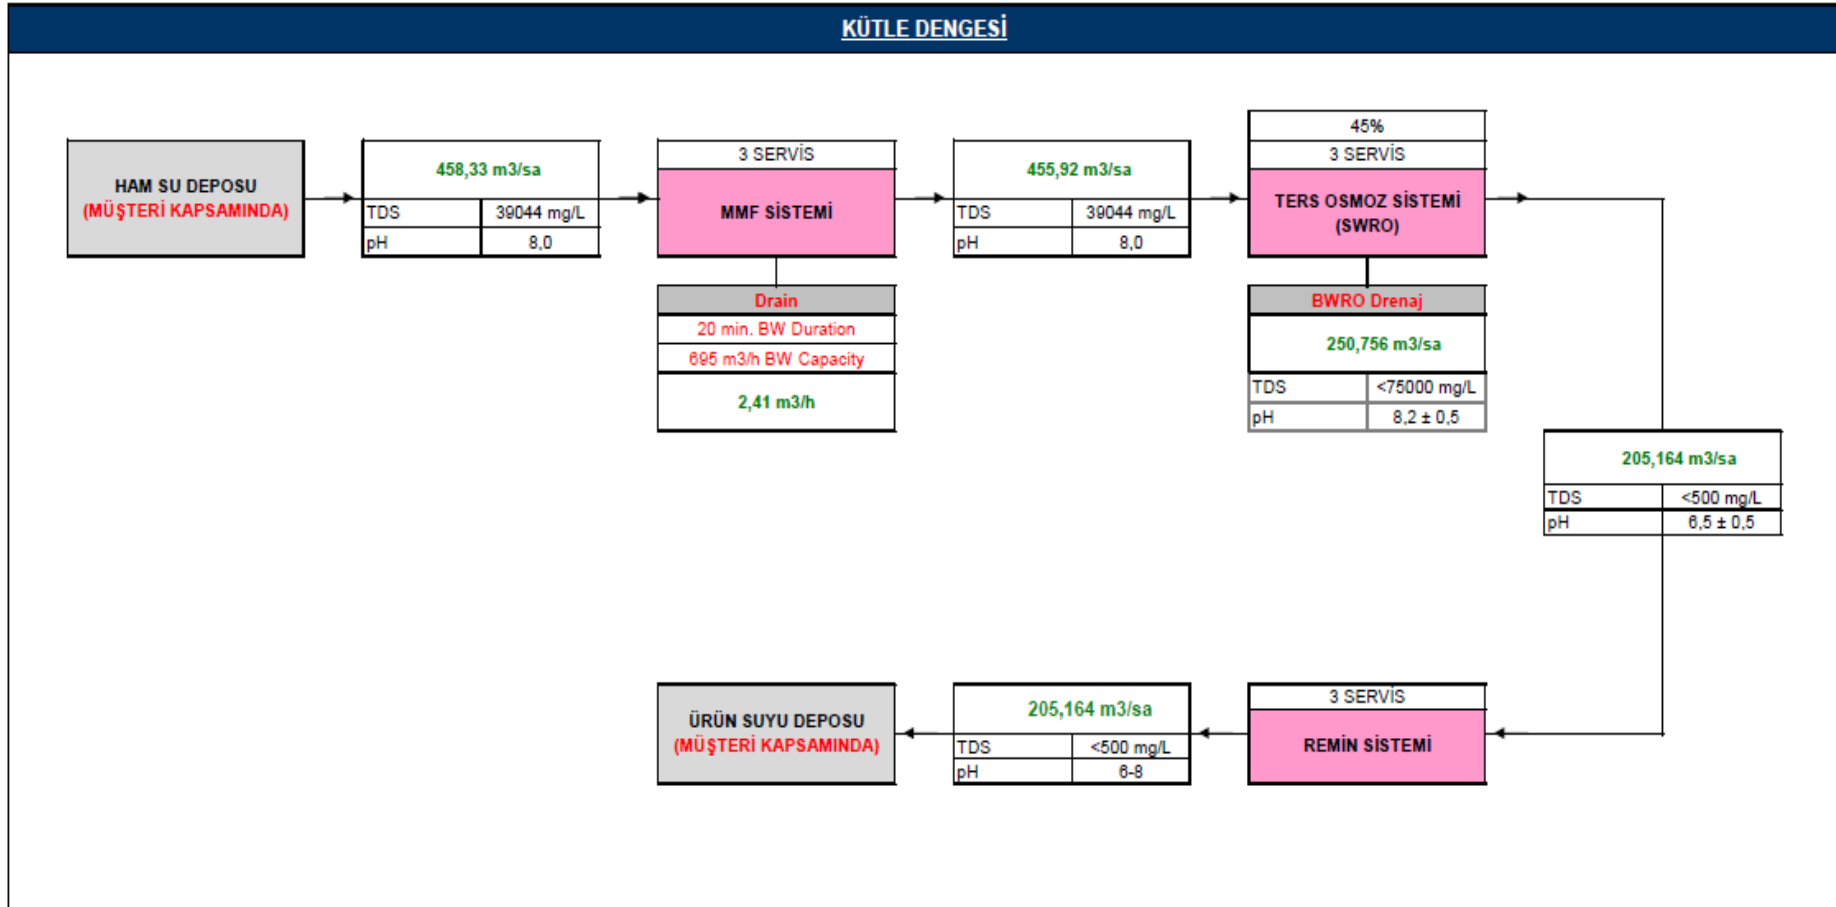 KÜTLE DENGESİ
HAM SU DEPOSU
(MÜŞTERİ KAPSAMINDA)
458,33 m3/sa
TDS 39044 mg/L
pH 8,0
3 SERVİS
MMF SİSTEMİ
Drain
20 min. BW Duration
695 m3/h BW Capacity
2,41 m3/h
455,92 m3/sa
TDS 39044 mg/L
pH 8,0
45%
3 SERVİS
TERS OSMOZ SİSTEMİ
(SWRO)
BWRO Drenaj
250,756 m3/sa
TDS <75000 mg/L
pH 8,2 ± 0,5
205,164 m3/sa
TDS <500 mg/L
pH 6,5 ± 0,5
3 SERVİS
REMİN SİSTEMİ
205,164 m3/sa
TDS <500 mg/L
pH 6-8
ÜRÜN SUYU DEPOSU
(MÜŞTERİ KAPSAMINDA)